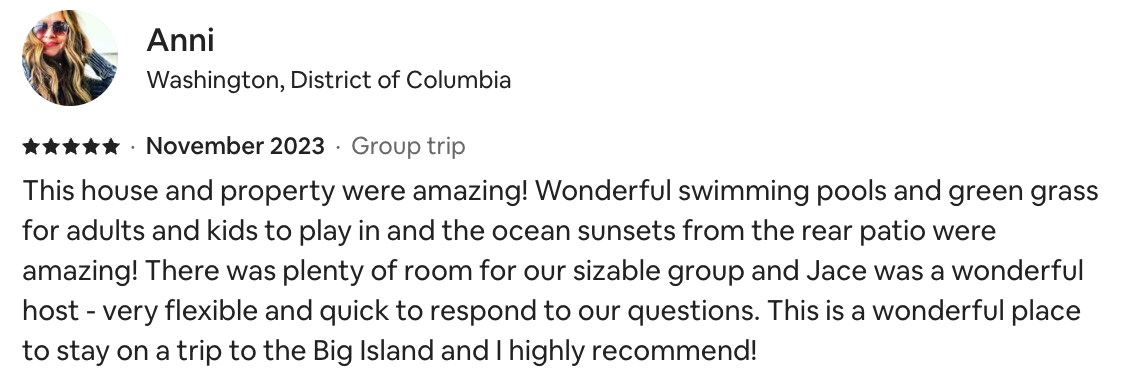 Anni
Washington, District of Columbia
★★★★★ · November 2023 · Group trip
This house and property were amazing! Wonderful swimming pools and green grass
for adults and kids to play in and the ocean sunsets from the rear patio were
amazing! There was plenty of room for our sizable group and Jace was a wonderful
host - very flexible and quick to respond to our questions. This is a wonderful place
to stay on a trip to the Big Island and I highly recommend!